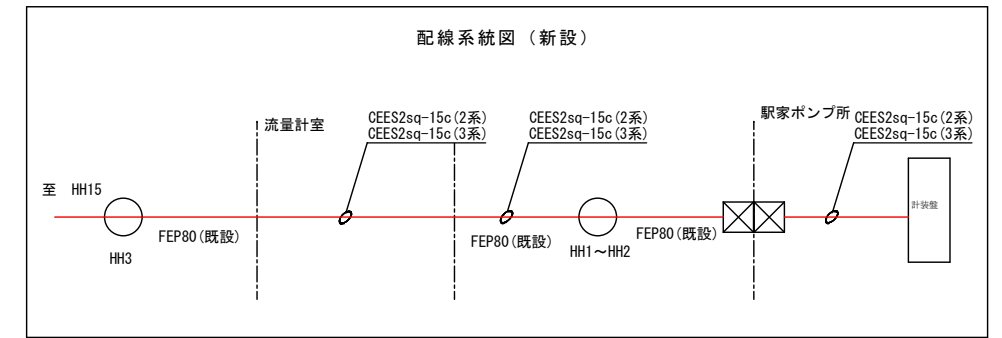 配線系統図（新設）
流量計室
CEES2sq-15c(2系)
CEES2sq-15c(3系)
CEES2sq-15c(2系)
CEES2sq-15c(3系)
駅家ポンプ所
CEES2sq-15c(2系)
CEES2sq-15c(3系)
至 HH15
計装盤
FEP80(既設)
FEP80(既設)
FEP80(既設)
HH3
HH1～HH2